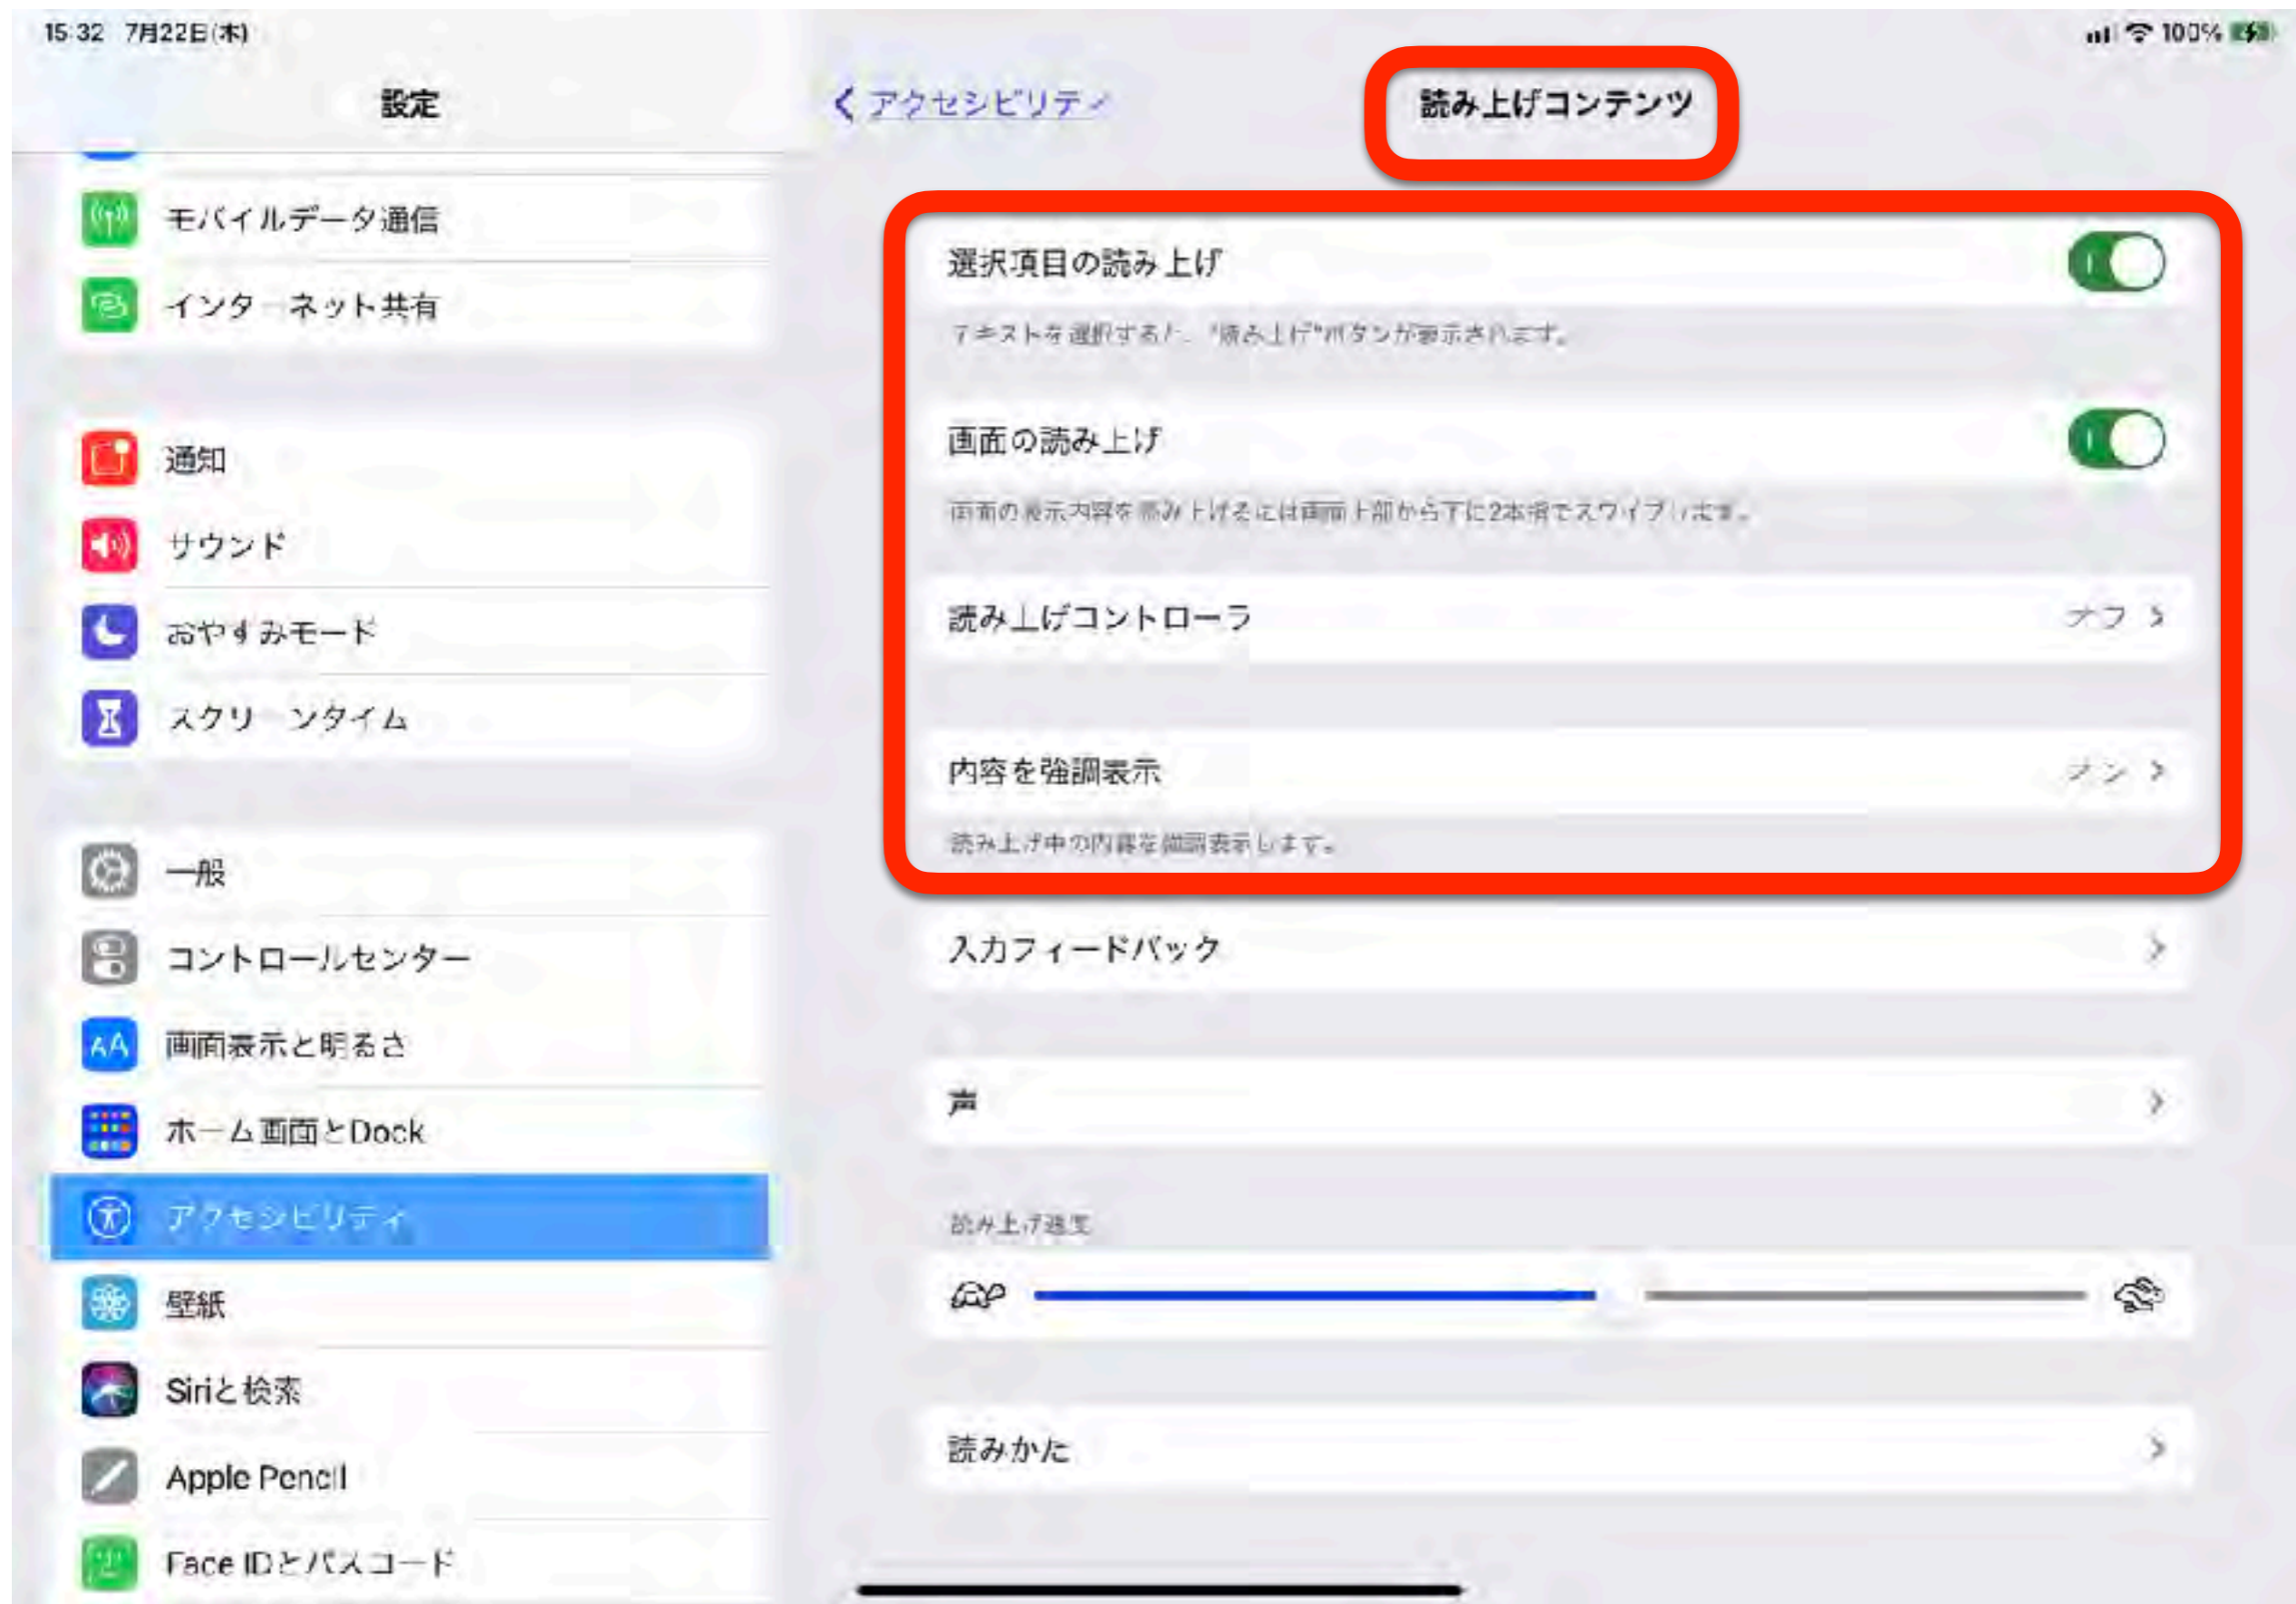 15:32 7月22日(木)
100%
設定
モバイルデータ通信
インターネット共有
通知
サウンド
おやすみモード
スクリーンタイム
一般
コントロールセンター
画面表示と明るさ
ホーム画面とDock
アクセシビリティ
壁紙
Siriと検索
Apple Pencil
Face IDとパスコード
アクセシビリティ
読み上げコンテンツ
選択項目の読み上げ
テキストを選択すると、"読み上げ"ボタンが表示されます。
画面の読み上げ
画面の表示内容を読み上げるには画面上部から下に2本指でスワイプします。
読み上げコントローラ
オフ
内容を強調表示
オン
読み上げ中の内容を強調表示します。
入力フィードバック
声
読み上げ速度
読みかた